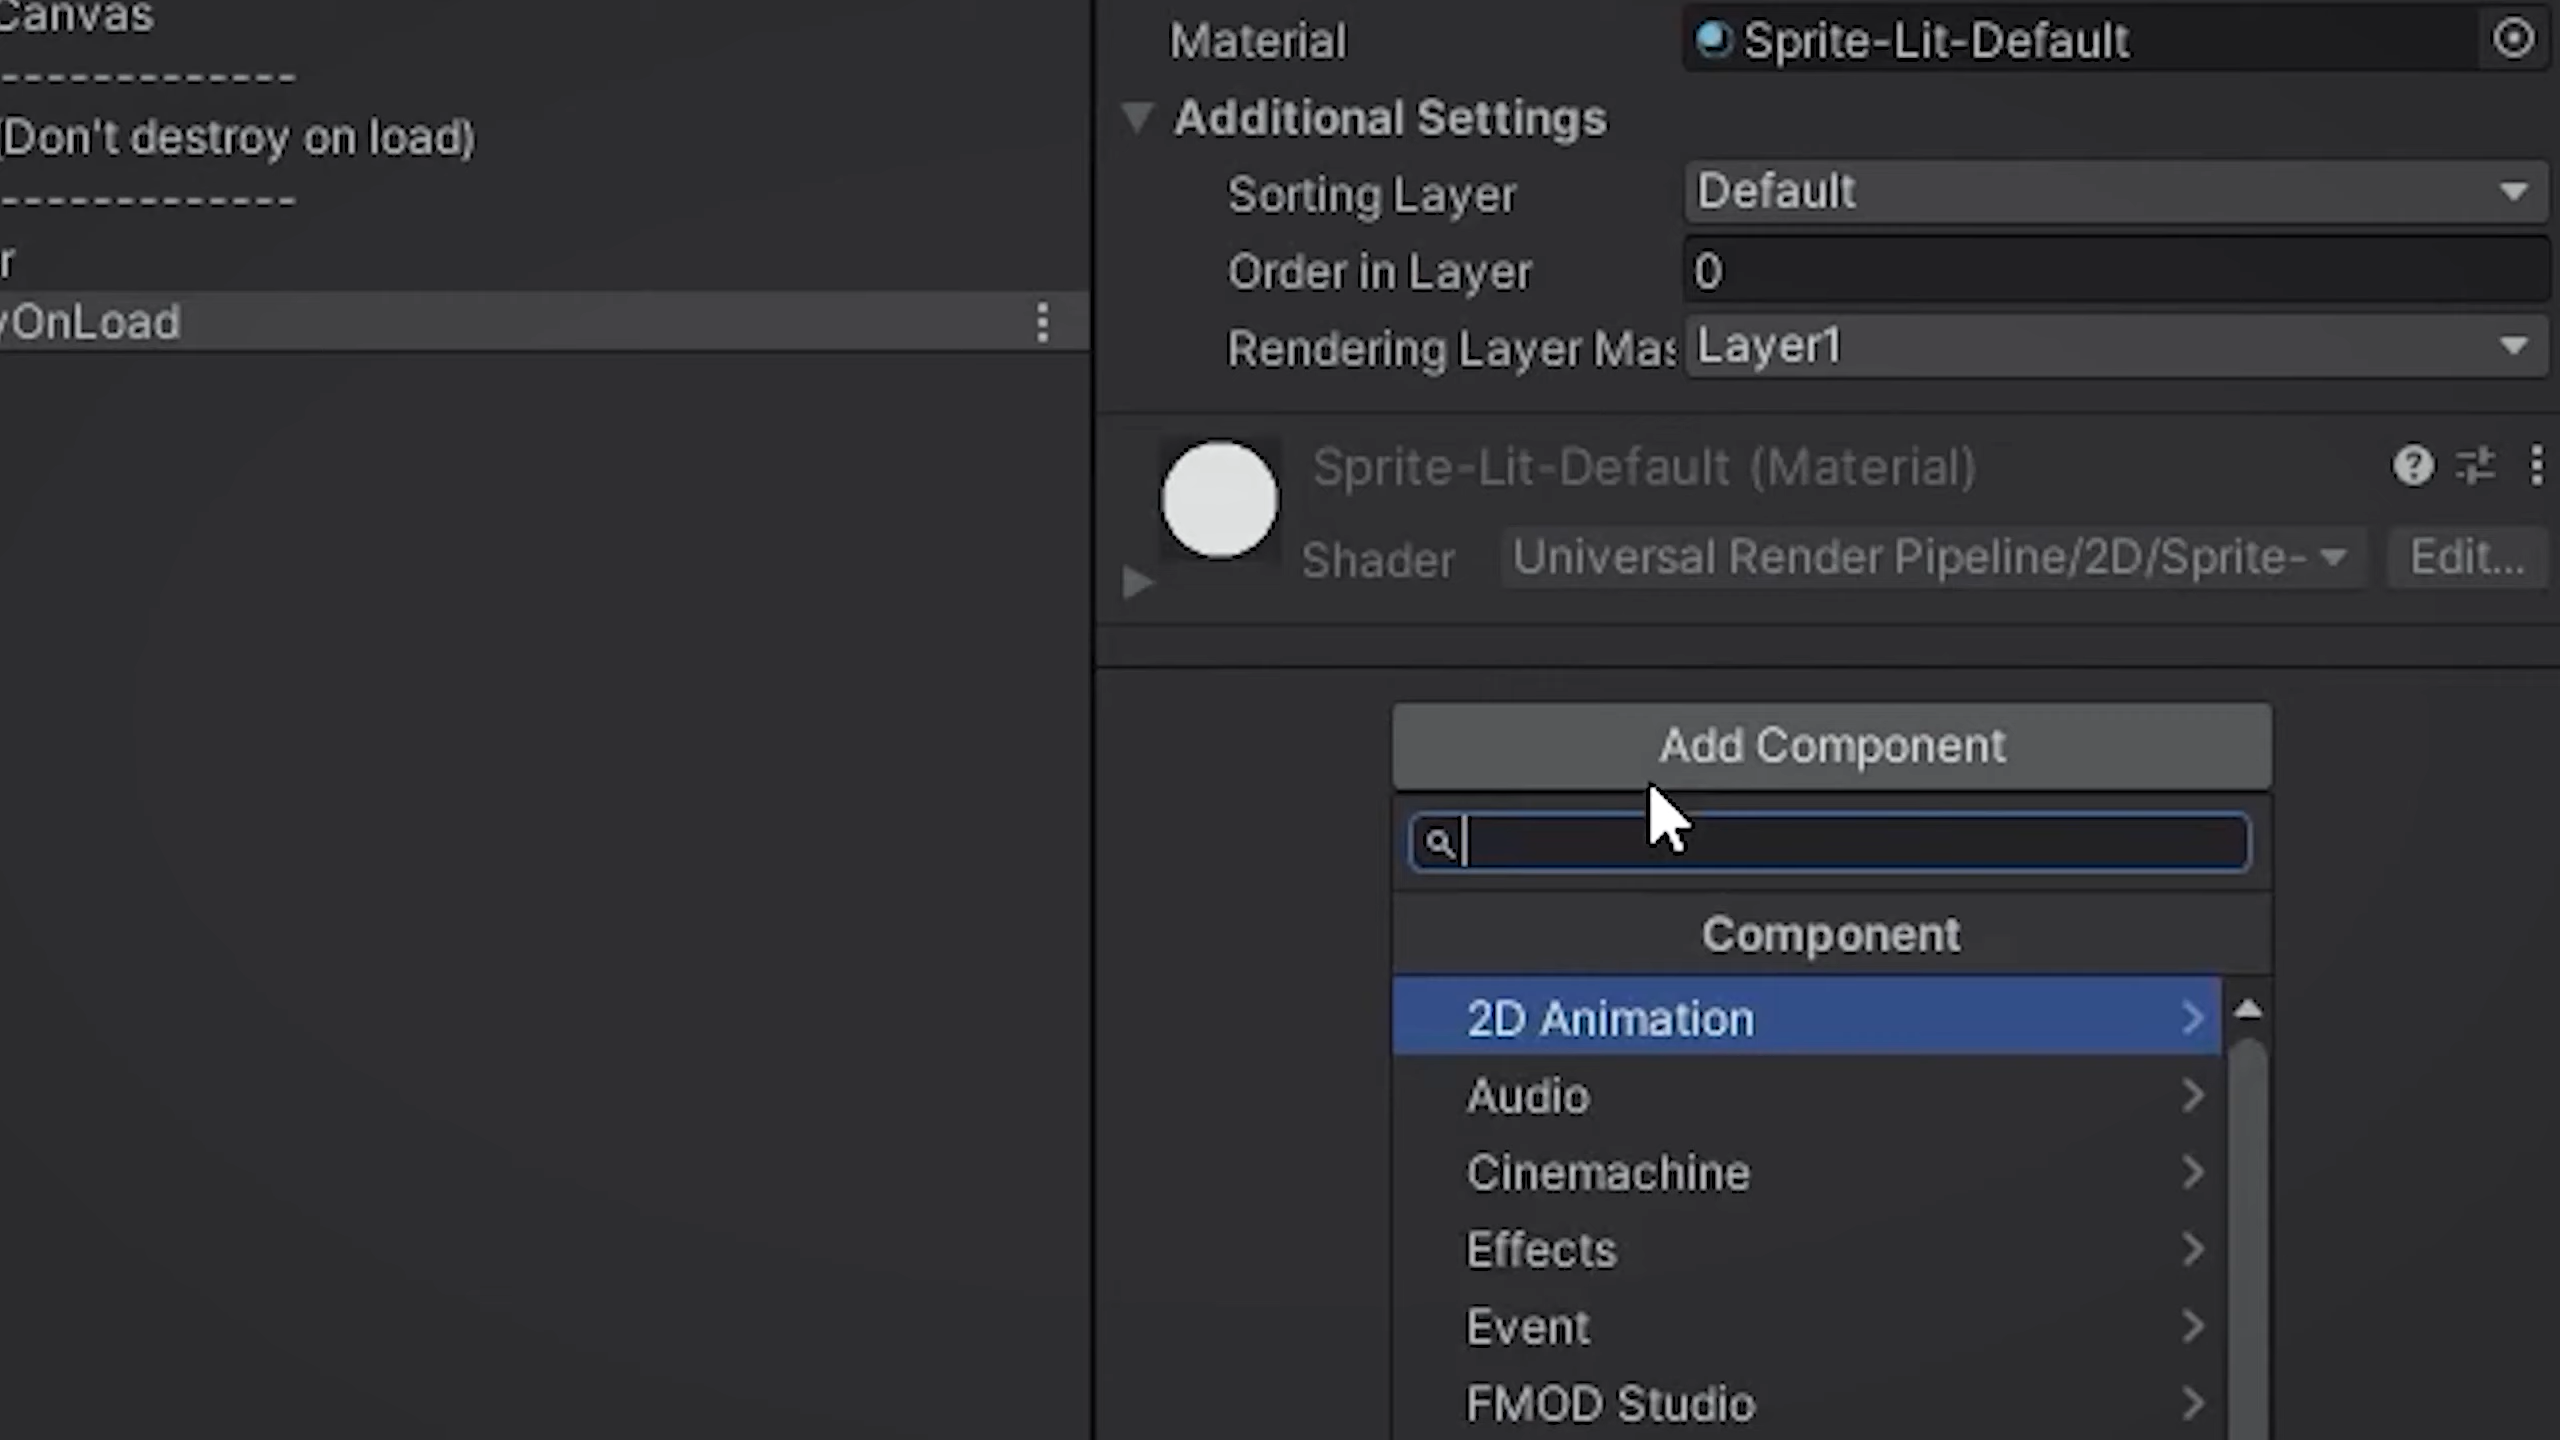 Canvas
-------------
(Don't destroy on load)
-------------
r
yOnLoad
Material
Sprite-Lit-Default
Additional Settings
Sorting Layer
Default
Order in Layer
0
Rendering Layer Mas
Layer1
Sprite-Lit-Default (Material)
Shader
Universal Render Pipeline/2D/Sprite-
Edit...
Add Component
Component
2D Animation
Audio
Cinemachine
Effects
Event
FMOD Studio